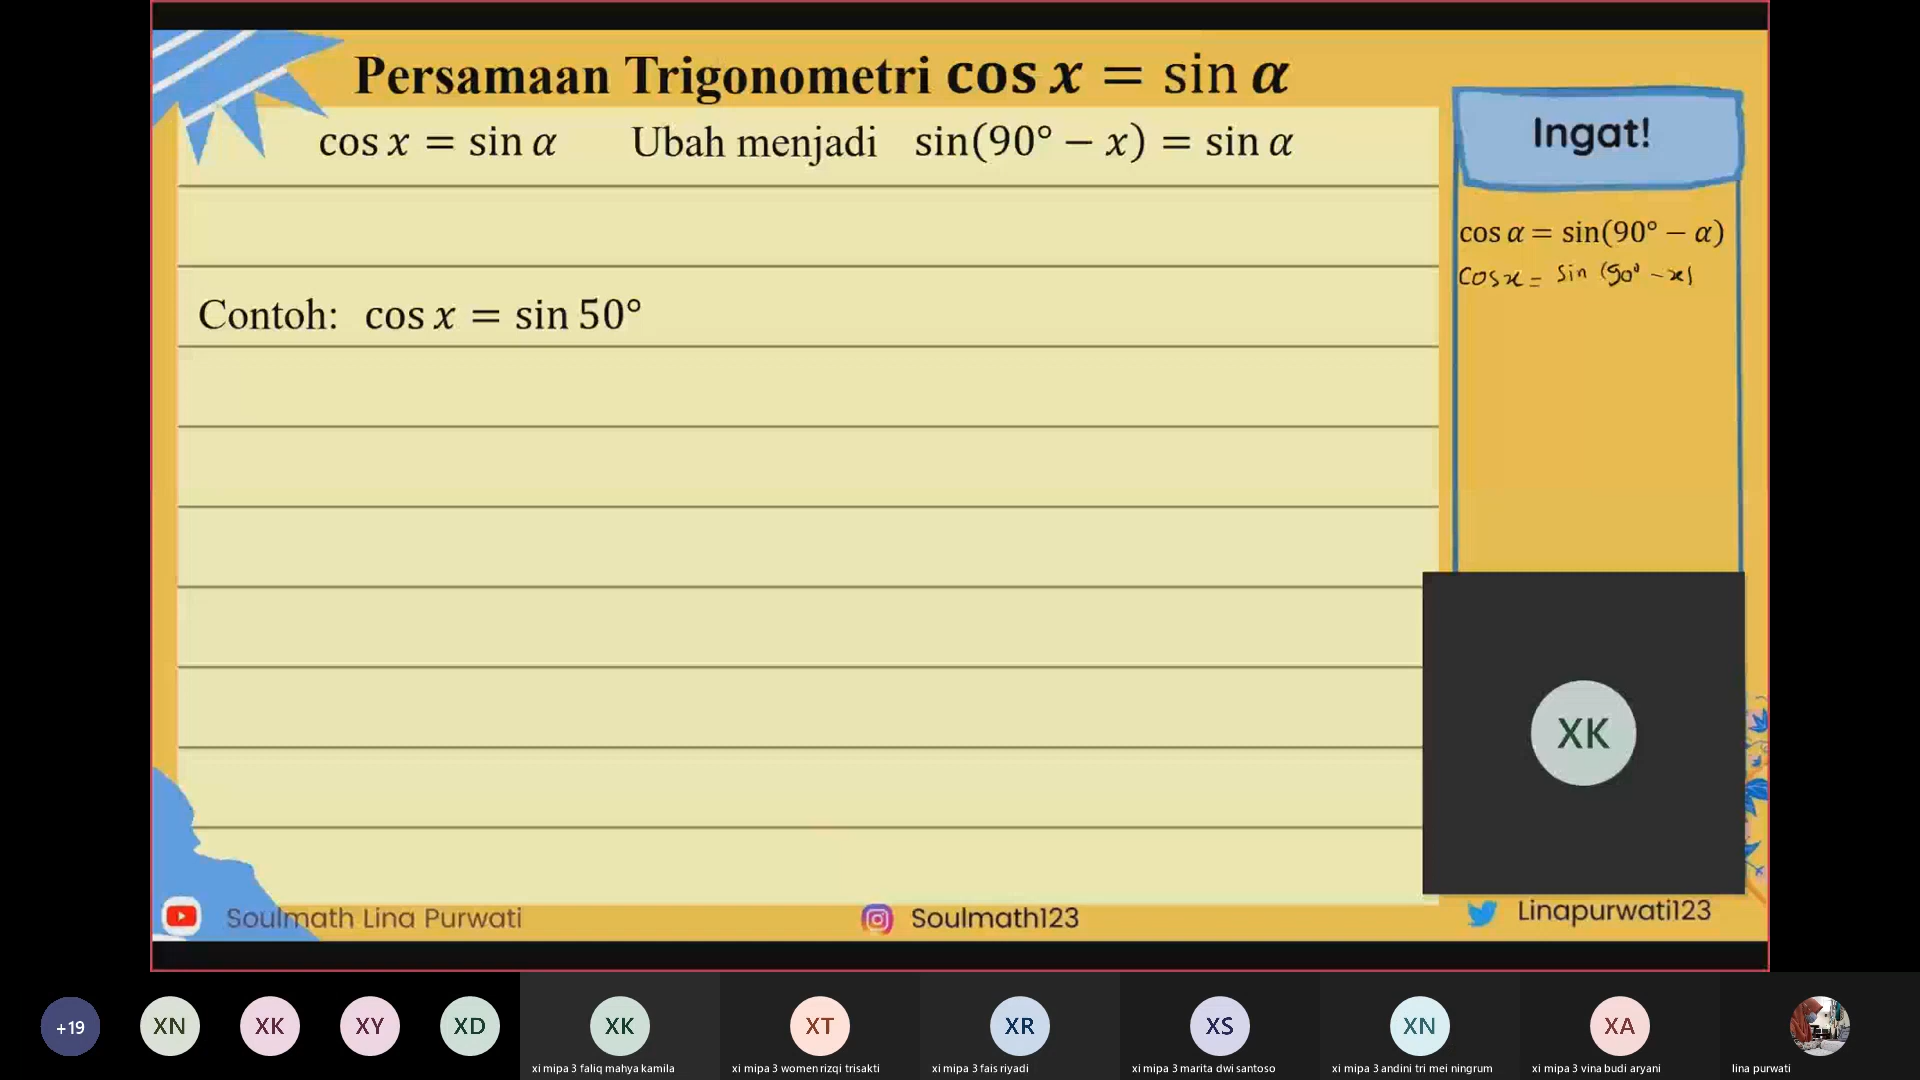 Persamaan Trigonometri cos x = sin α
cos x = sin α Ubah menjadi sin(90° − x) = sin α
Contoh: cos x = sin 50°
Ingat!
cos α = sin(90° − α)
cos x = sin (90° − x)
XK
Soulmath Lina Purwati
Soulmath123
Linapurwati123
+19
XN
XK
XY
XD
XK
xi mipa 3 faliq mahya kamila
XT
xi mipa 3 women rizqi trisakti
XR
xi mipa 3 fais riyadi
XS
xi mipa 3 marita dwi santoso
XN
xi mipa 3 andini tri mei ningrum
XA
xi mipa 3 vina budi aryani
lina purwati